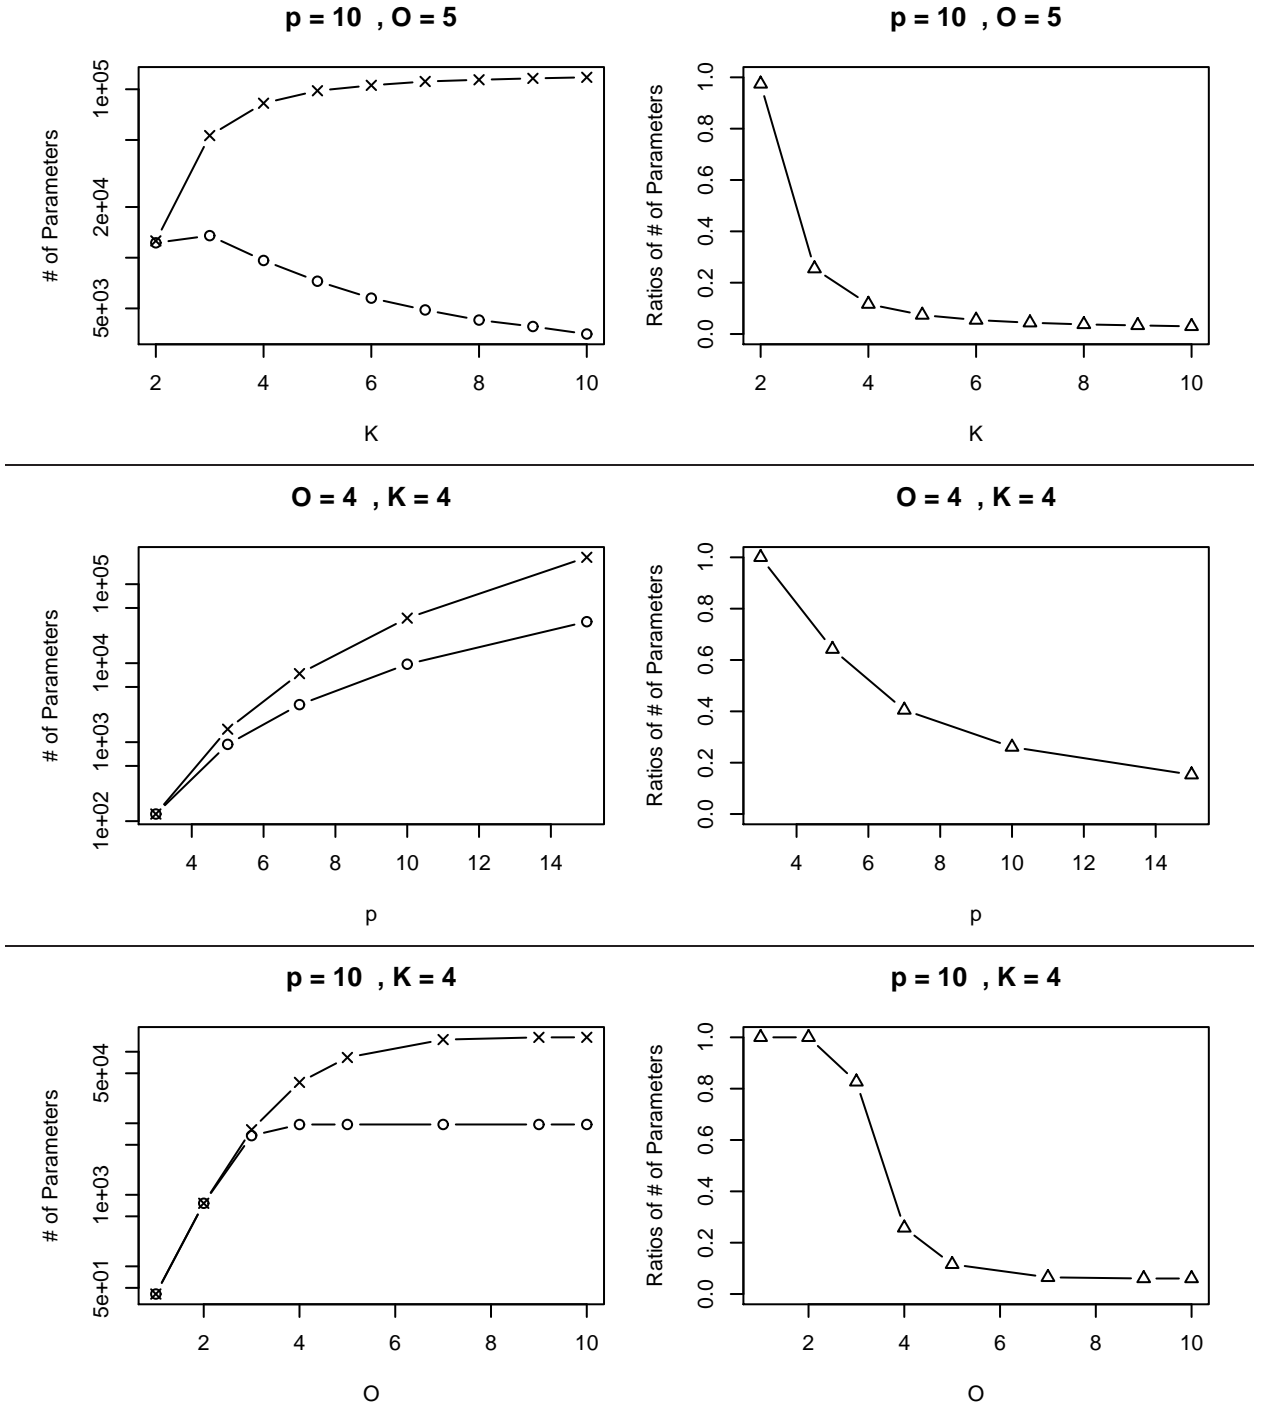 p = 10 , O = 5
# of Parameters
1e+05
2e+04
5e+03
2 4 6 8 10
K
p = 10 , O = 5
Ratios of # of Parameters
1.0
0.8
0.6
0.4
0.2
0.0
2 4 6 8 10
K
O = 4 , K = 4
# of Parameters
1e+05
1e+04
1e+03
1e+02
4 6 8 10 12 14
p
O = 4 , K = 4
Ratios of # of Parameters
1.0
0.8
0.6
0.4
0.2
0.0
4 6 8 10 12 14
p
p = 10 , K = 4
# of Parameters
5e+04
1e+03
5e+01
2 4 6 8 10
O
p = 10 , K = 4
Ratios of # of Parameters
1.0
0.8
0.6
0.4
0.2
0.0
2 4 6 8 10
O